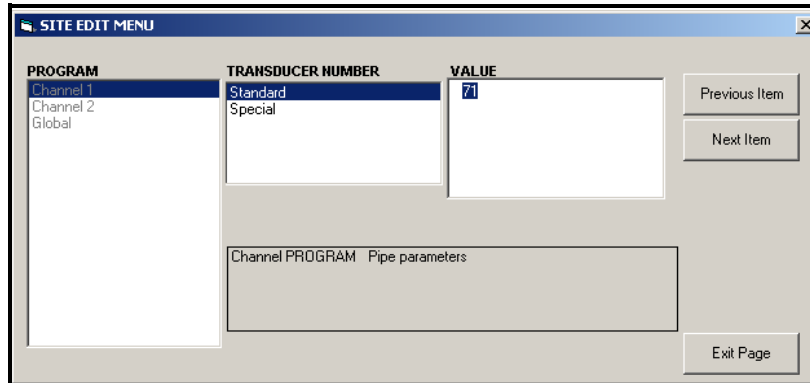 SITE EDIT MENU
PROGRAM
Channel 1
Channel 2
Global
TRANSDUCER NUMBER
Standard
Special
VALUE
71
Previous Item
Next Item
Channel PROGRAM Pipe parameters
Exit Page